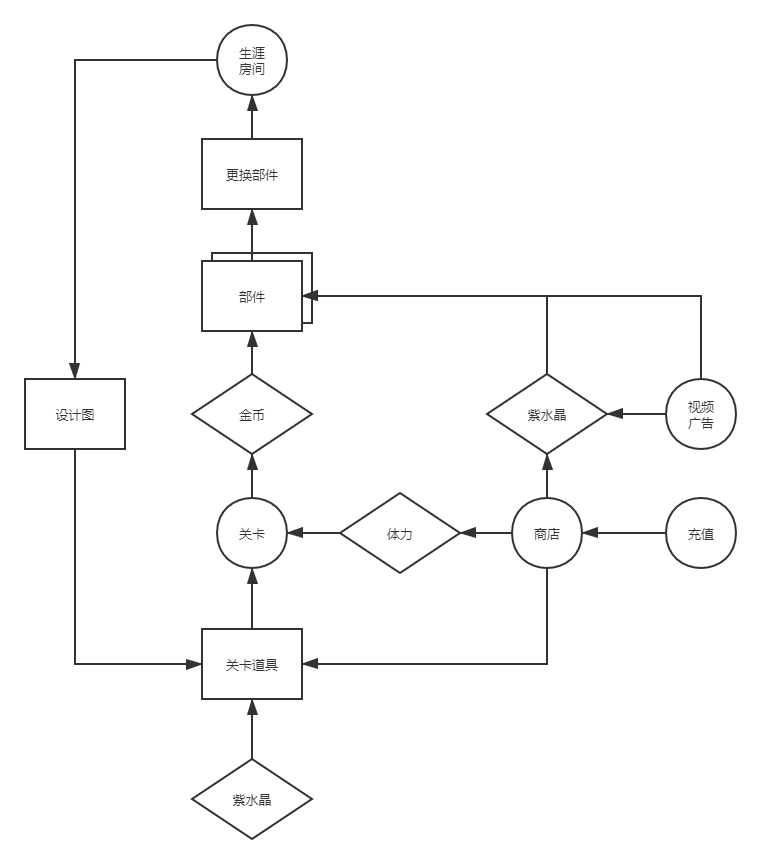 生涯
房间
更换部件
部件
设计图
金币
紫水晶
视频
广告
关卡
体力
商店
充值
关卡道具
紫水晶